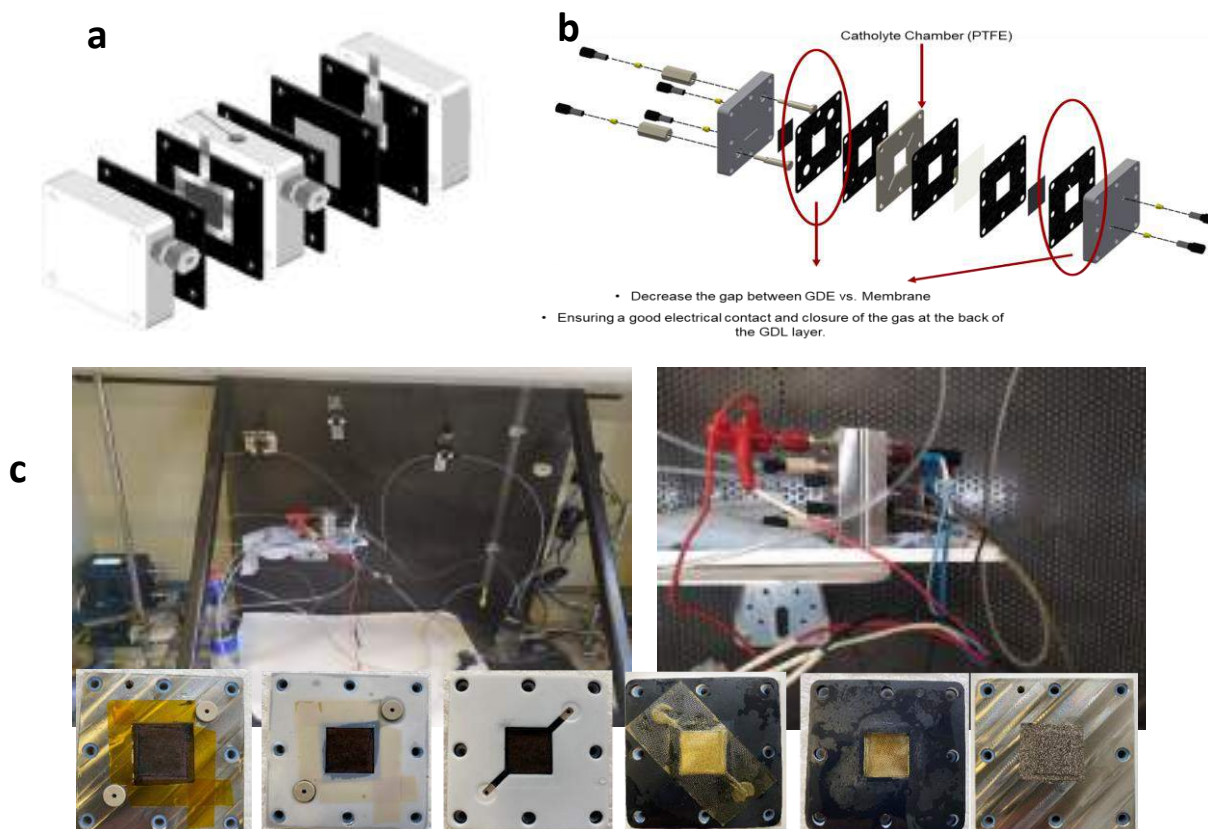 a
b
Catholyte Chamber (PTFE)
• Decrease the gap between GDE vs. Membrane
• Ensuring a good electrical contact and closure of the gas at the back of
the GDL layer.
c